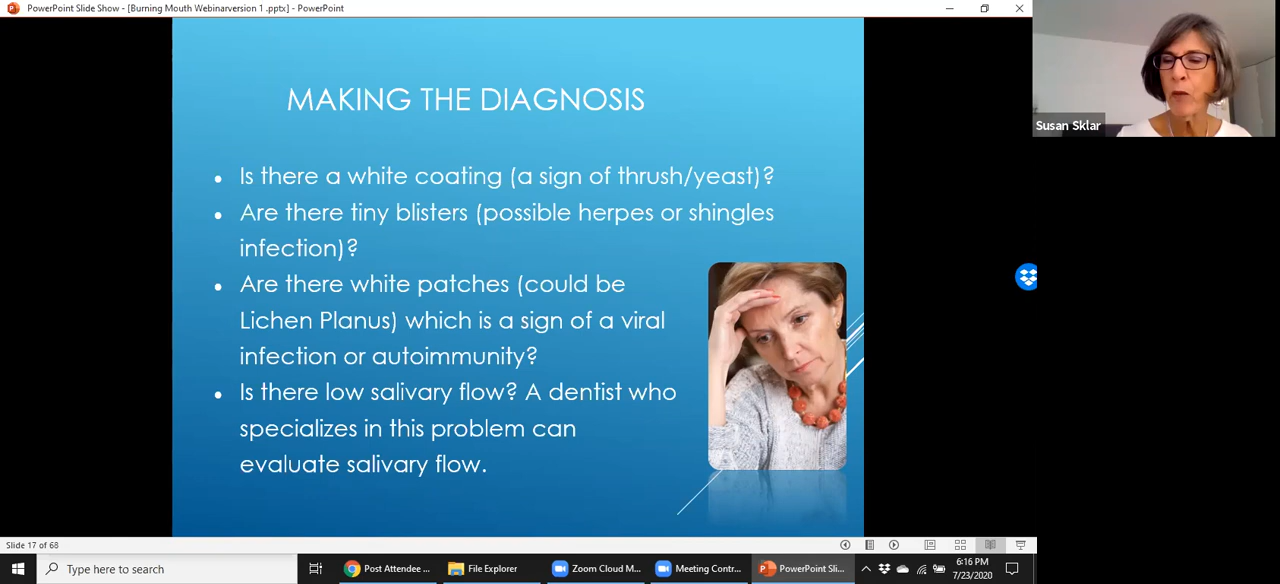 PowerPoint Slide Show - [Burning Mouth Webinarversion 1 .pptx] - PowerPoint
Susan Sklar
MAKING THE DIAGNOSIS
• Is there a white coating (a sign of thrush/yeast)?
• Are there tiny blisters (possible herpes or shingles
infection)?
• Are there white patches (could be
Lichen Planus) which is a sign of a viral
infection or autoimmunity?
• Is there low salivary flow? A dentist who
specializes in this problem can
evaluate salivary flow.
Slide 17 of 68
Type here to search
Post Attendee ...
File Explorer
Zoom Cloud M...
Meeting Contr...
PowerPoint Sli...
6:16 PM
7/23/2020